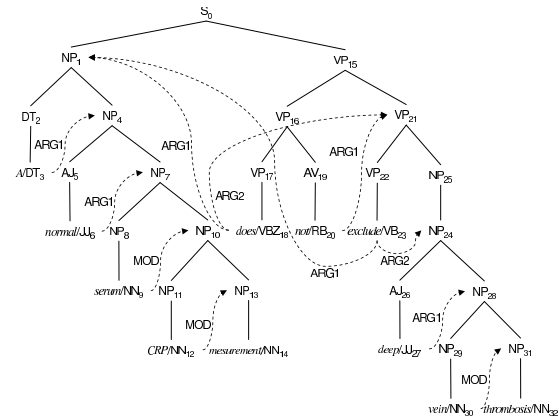 S0
NP1 VP15
DT2 NP4 VP16 VP21
ARG1 ARG1 ARG1
A/DT3 AJ5 NP7 VP17 AV19 VP22 NP25
ARG1 ARG2
normal/JJ6 NP8 NP10 does/VBZ18 not/RB20 exclude/VB23 NP24
MOD ARG1 ARG2
serum/NN9 NP11 NP13 AJ26 NP28
MOD ARG1
CRP/NN12 mesurement/NN14 deep/JJ27 NP29 NP31
MOD
vein/NN30 thrombosis/NN32